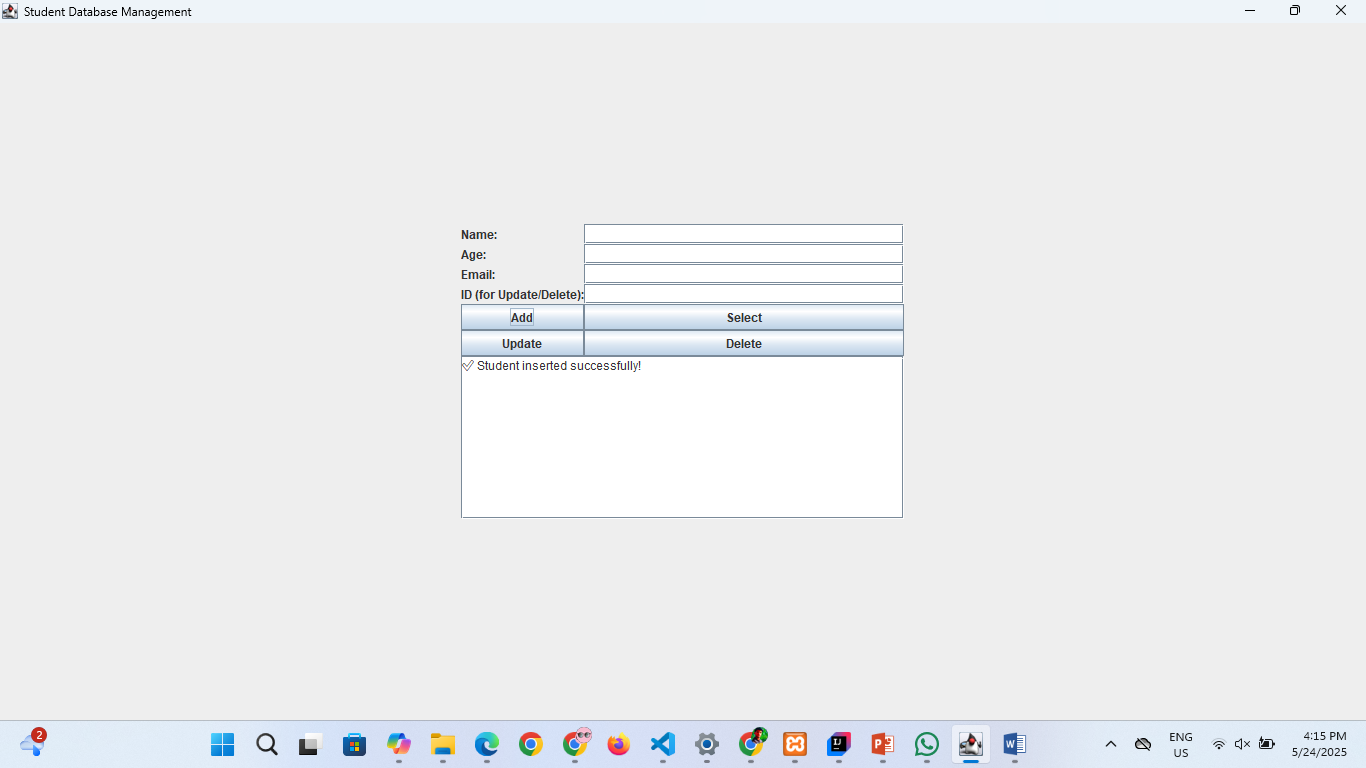 Student Database Management
Name:
Age:
Email:
ID (for Update/Delete):
Add Select
Update Delete
✓ Student inserted successfully!
2
ENG
US
4:15 PM
5/24/2025